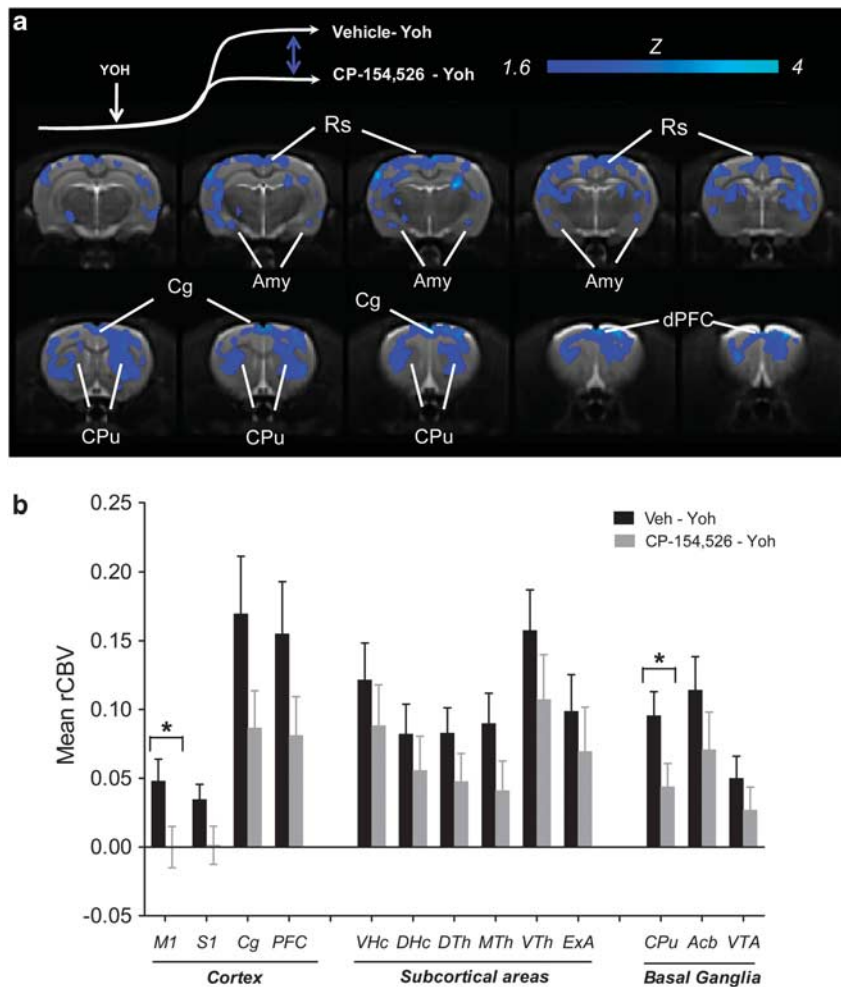 a
Vehicle- Yoh
YOH
CP-154,526 - Yoh
Z
1.6 4
Rs Rs
Amy Amy Amy
Cg Cg dPFC
CPu CPu CPu
b
Veh - Yoh
CP-154,526 - Yoh
Mean rCBV
0.25
0.20
0.15
0.10
0.05
0.00
-0.05
* *
M1 S1 Cg PFC VHc DHc DTh MTh VTh ExA CPu Acb VTA
Cortex Subcortical areas Basal Ganglia